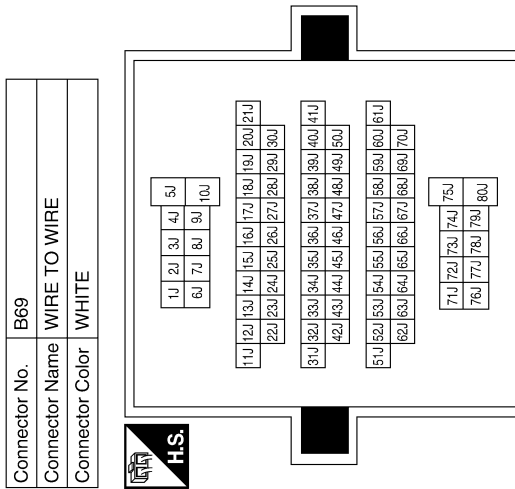 Connector No. B69
Connector Name WIRE TO WIRE
Connector Color WHITE
H.S.
1J 2J 3J 4J 5J
6J 7J 8J 9J 10J
11J 12J 13J 14J 15J 16J 17J 18J 19J 20J 21J
22J 23J 24J 25J 26J 27J 28J 29J 30J
31J 32J 33J 34J 35J 36J 37J 38J 39J 40J 41J
42J 43J 44J 45J 46J 47J 48J 49J 50J
51J 52J 53J 54J 55J 56J 57J 58J 59J 60J 61J
62J 63J 64J 65J 66J 67J 68J 69J 70J
71J 72J 73J 74J 75J
76J 77J 78J 79J 80J